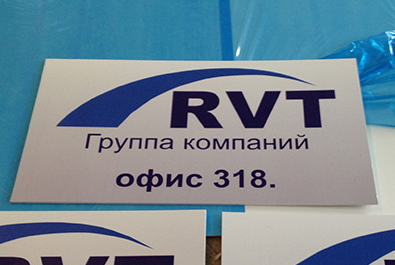 RVT
Группа компаний
офис 318.